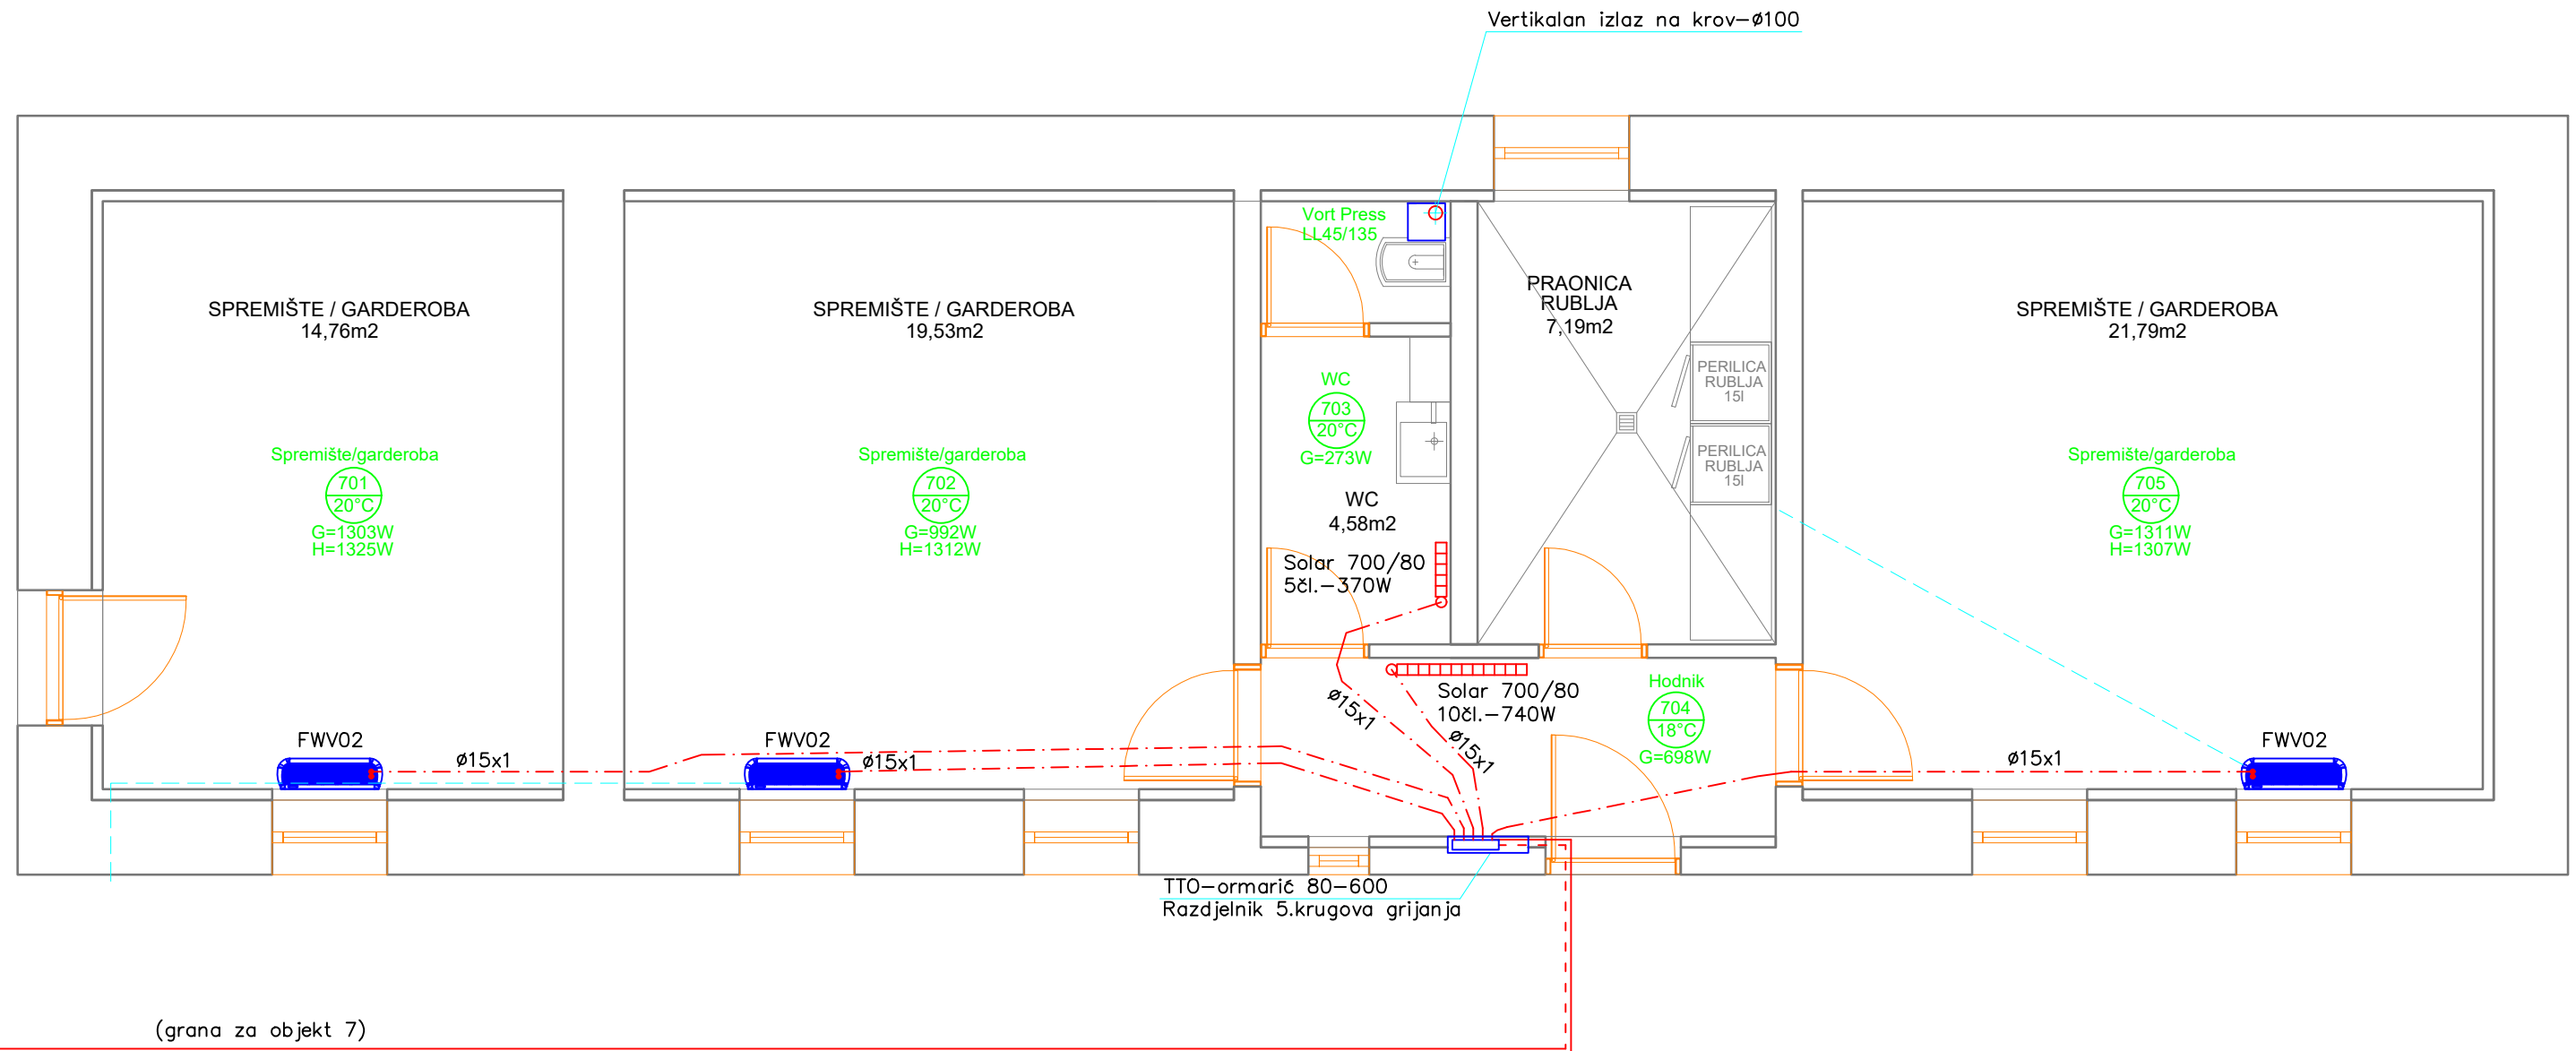 Vertikalan izlaz na krov-ø100
SPREMIŠTE / GARDEROBA
14,76m2
Spremište/garderoba
701
20°C
G=1303W
H=1325W
FWV02
ø15x1
SPREMIŠTE / GARDEROBA
19,53m2
Spremište/garderoba
702
20°C
G=992W
H=1312W
FWV02
ø15x1
Vort Press
LL45/135
WC
703
20°C
G=273W
WC
4,58m2
Solar 700/80
5čl.-370W
ø15x1
PRAONICA
RUBLJA
7,19m2
PERILICA
RUBLJA
15l
PERILICA
RUBLJA
15l
Solar 700/80
10čl.-740W
ø15x1
Hodnik
704
18°C
G=698W
SPREMIŠTE / GARDEROBA
21,79m2
Spremište/garderoba
705
20°C
G=1311W
H=1307W
FWV02
ø15x1
TTO-ormarič 80-600
Razdjelnik 5.krugova grijanja
(grana za objekt 7)